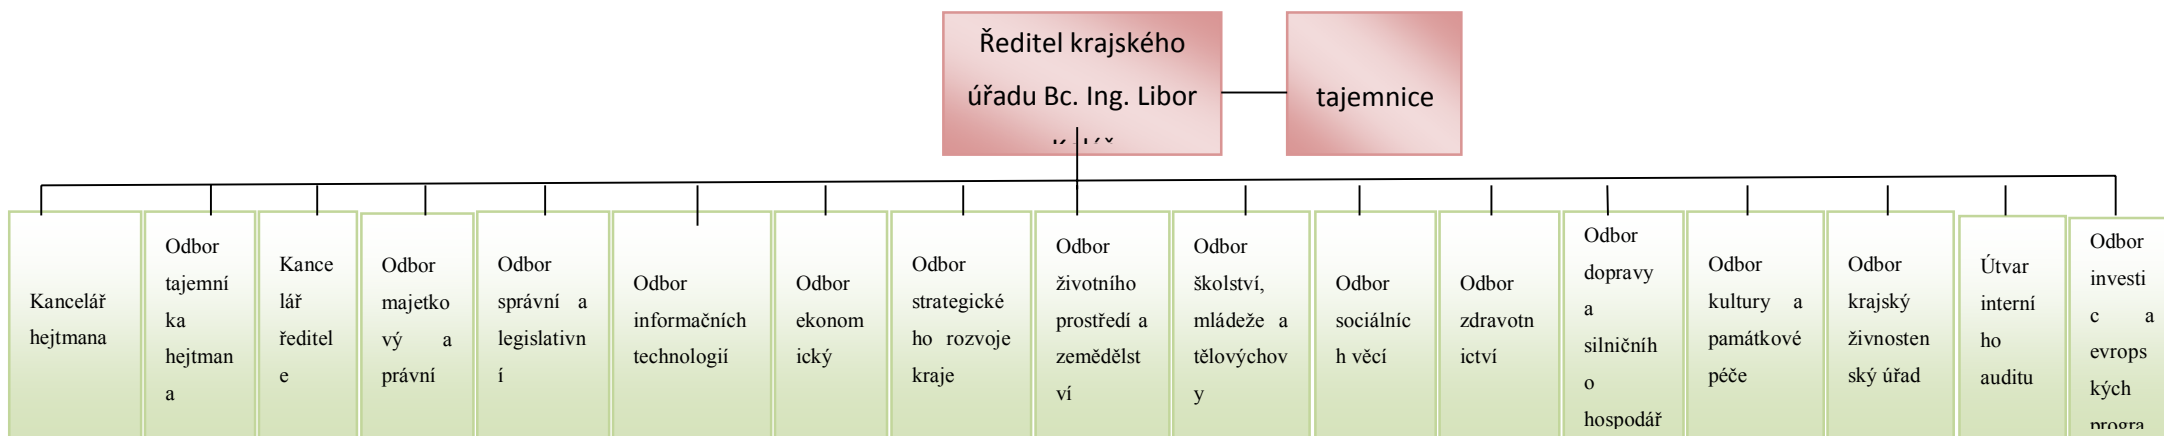 Ředitel krajského
úřadu Bc. Ing. Libor
tajemnice
Kancelář
hejtmana
Odbor
tajemní
ka
hejtman
a
Kance
lář
ředitel
e
Odbor
majetko
vý a
právní
Odbor
správní a
legislativn
í
Odbor
informačních
technologií
Odbor
ekonom
ický
Odbor
strategické
ho rozvoje
kraje
Odbor
životního
prostředí a
zemědělst
ví
Odbor
školství,
mládeže a
tělovýchov
y
Odbor
sociálníc
h věcí
Odbor
zdravotn
ictví
Odbor
dopravy
a
silničníh
o
hospodář
Odbor
kultury a
památkové
péče
Odbor
krajský
živnosten
ský úřad
Útvar
interní
ho
auditu
Odbor
investi
c a
evrops
kých
progra